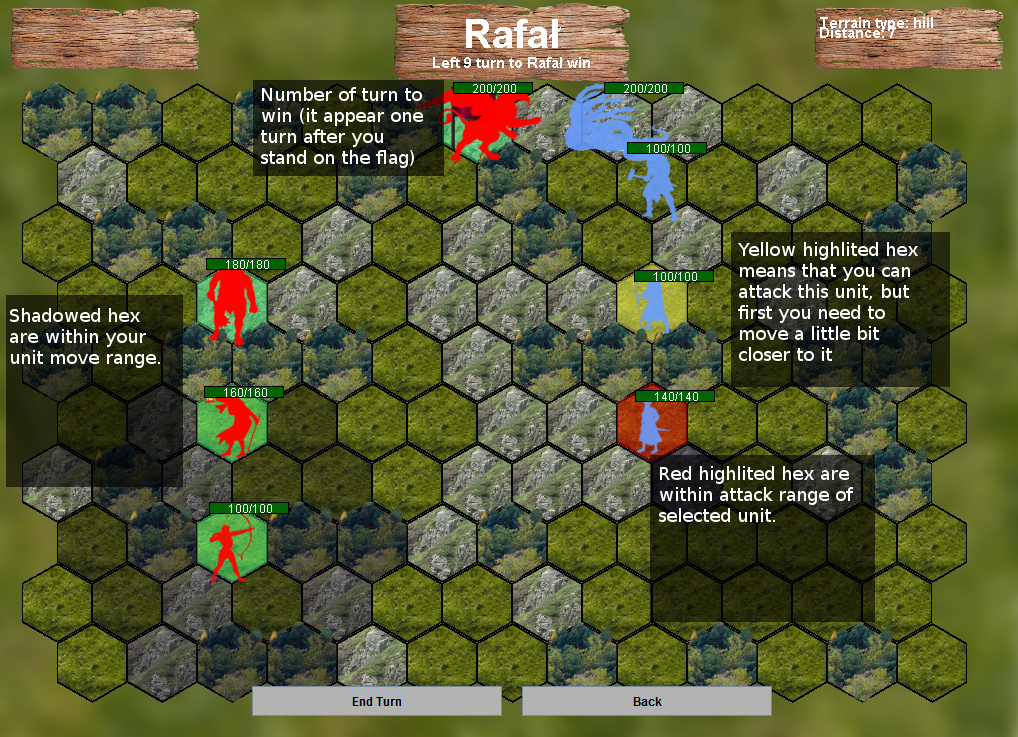 Rafał
Left 9 turn to Rafał win
Terrain type: hill
Distance: 7
200/200
200/200
Number of turn to
win (it appear one
turn after you
stand on the flag)
100/100
180/180
100/100
Yellow highlited hex
means that you can
attack this unit, but
first you need to
move a little bit
closer to it
Shadowed hex
are within your
unit move range.
160/160
140/140
Red highlited hex are
within attack range of
selected unit.
100/100
End Turn
Back